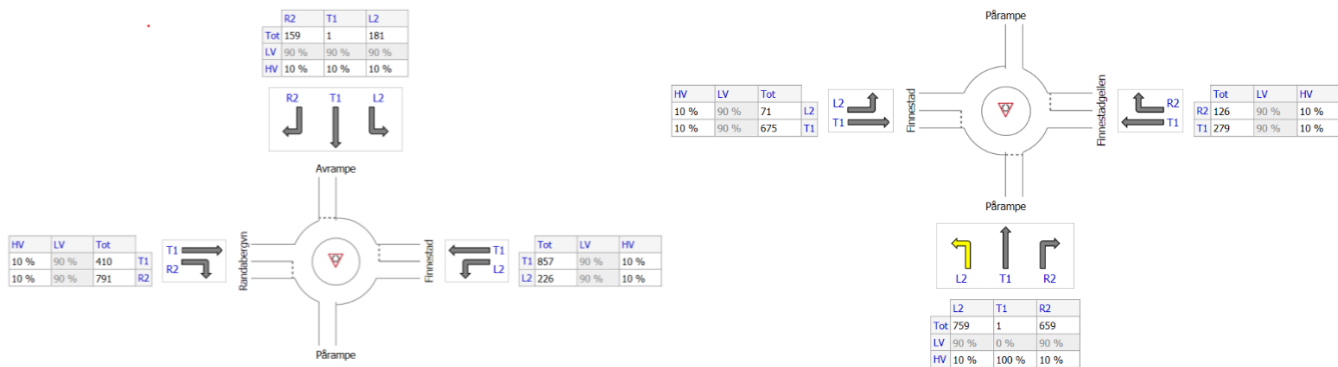 R2 T1 L2
Tot 159 1 181
LV 90 % 90 % 90 %
HV 10 % 10 % 10 %
R2 T1 L2
Avrampe
HV LV Tot
10 % 90 % 410 T1
10 % 90 % 791 R2
T1
R2
Randabergvn
Finnestad
T1
L2
Tot LV HV
T1 857 90 % 10 %
L2 226 90 % 10 %
Pårampe
Pårampe
HV LV Tot
10 % 90 % 71 L2
10 % 90 % 675 T1
L2
T1
Finnestad
Finnestadgeilen
R2
T1
Tot LV HV
R2 126 90 % 10 %
T1 279 90 % 10 %
Pårampe
L2 T1 R2
L2 T1 R2
Tot 759 1 659
LV 90 % 0 % 90 %
HV 10 % 100 % 10 %